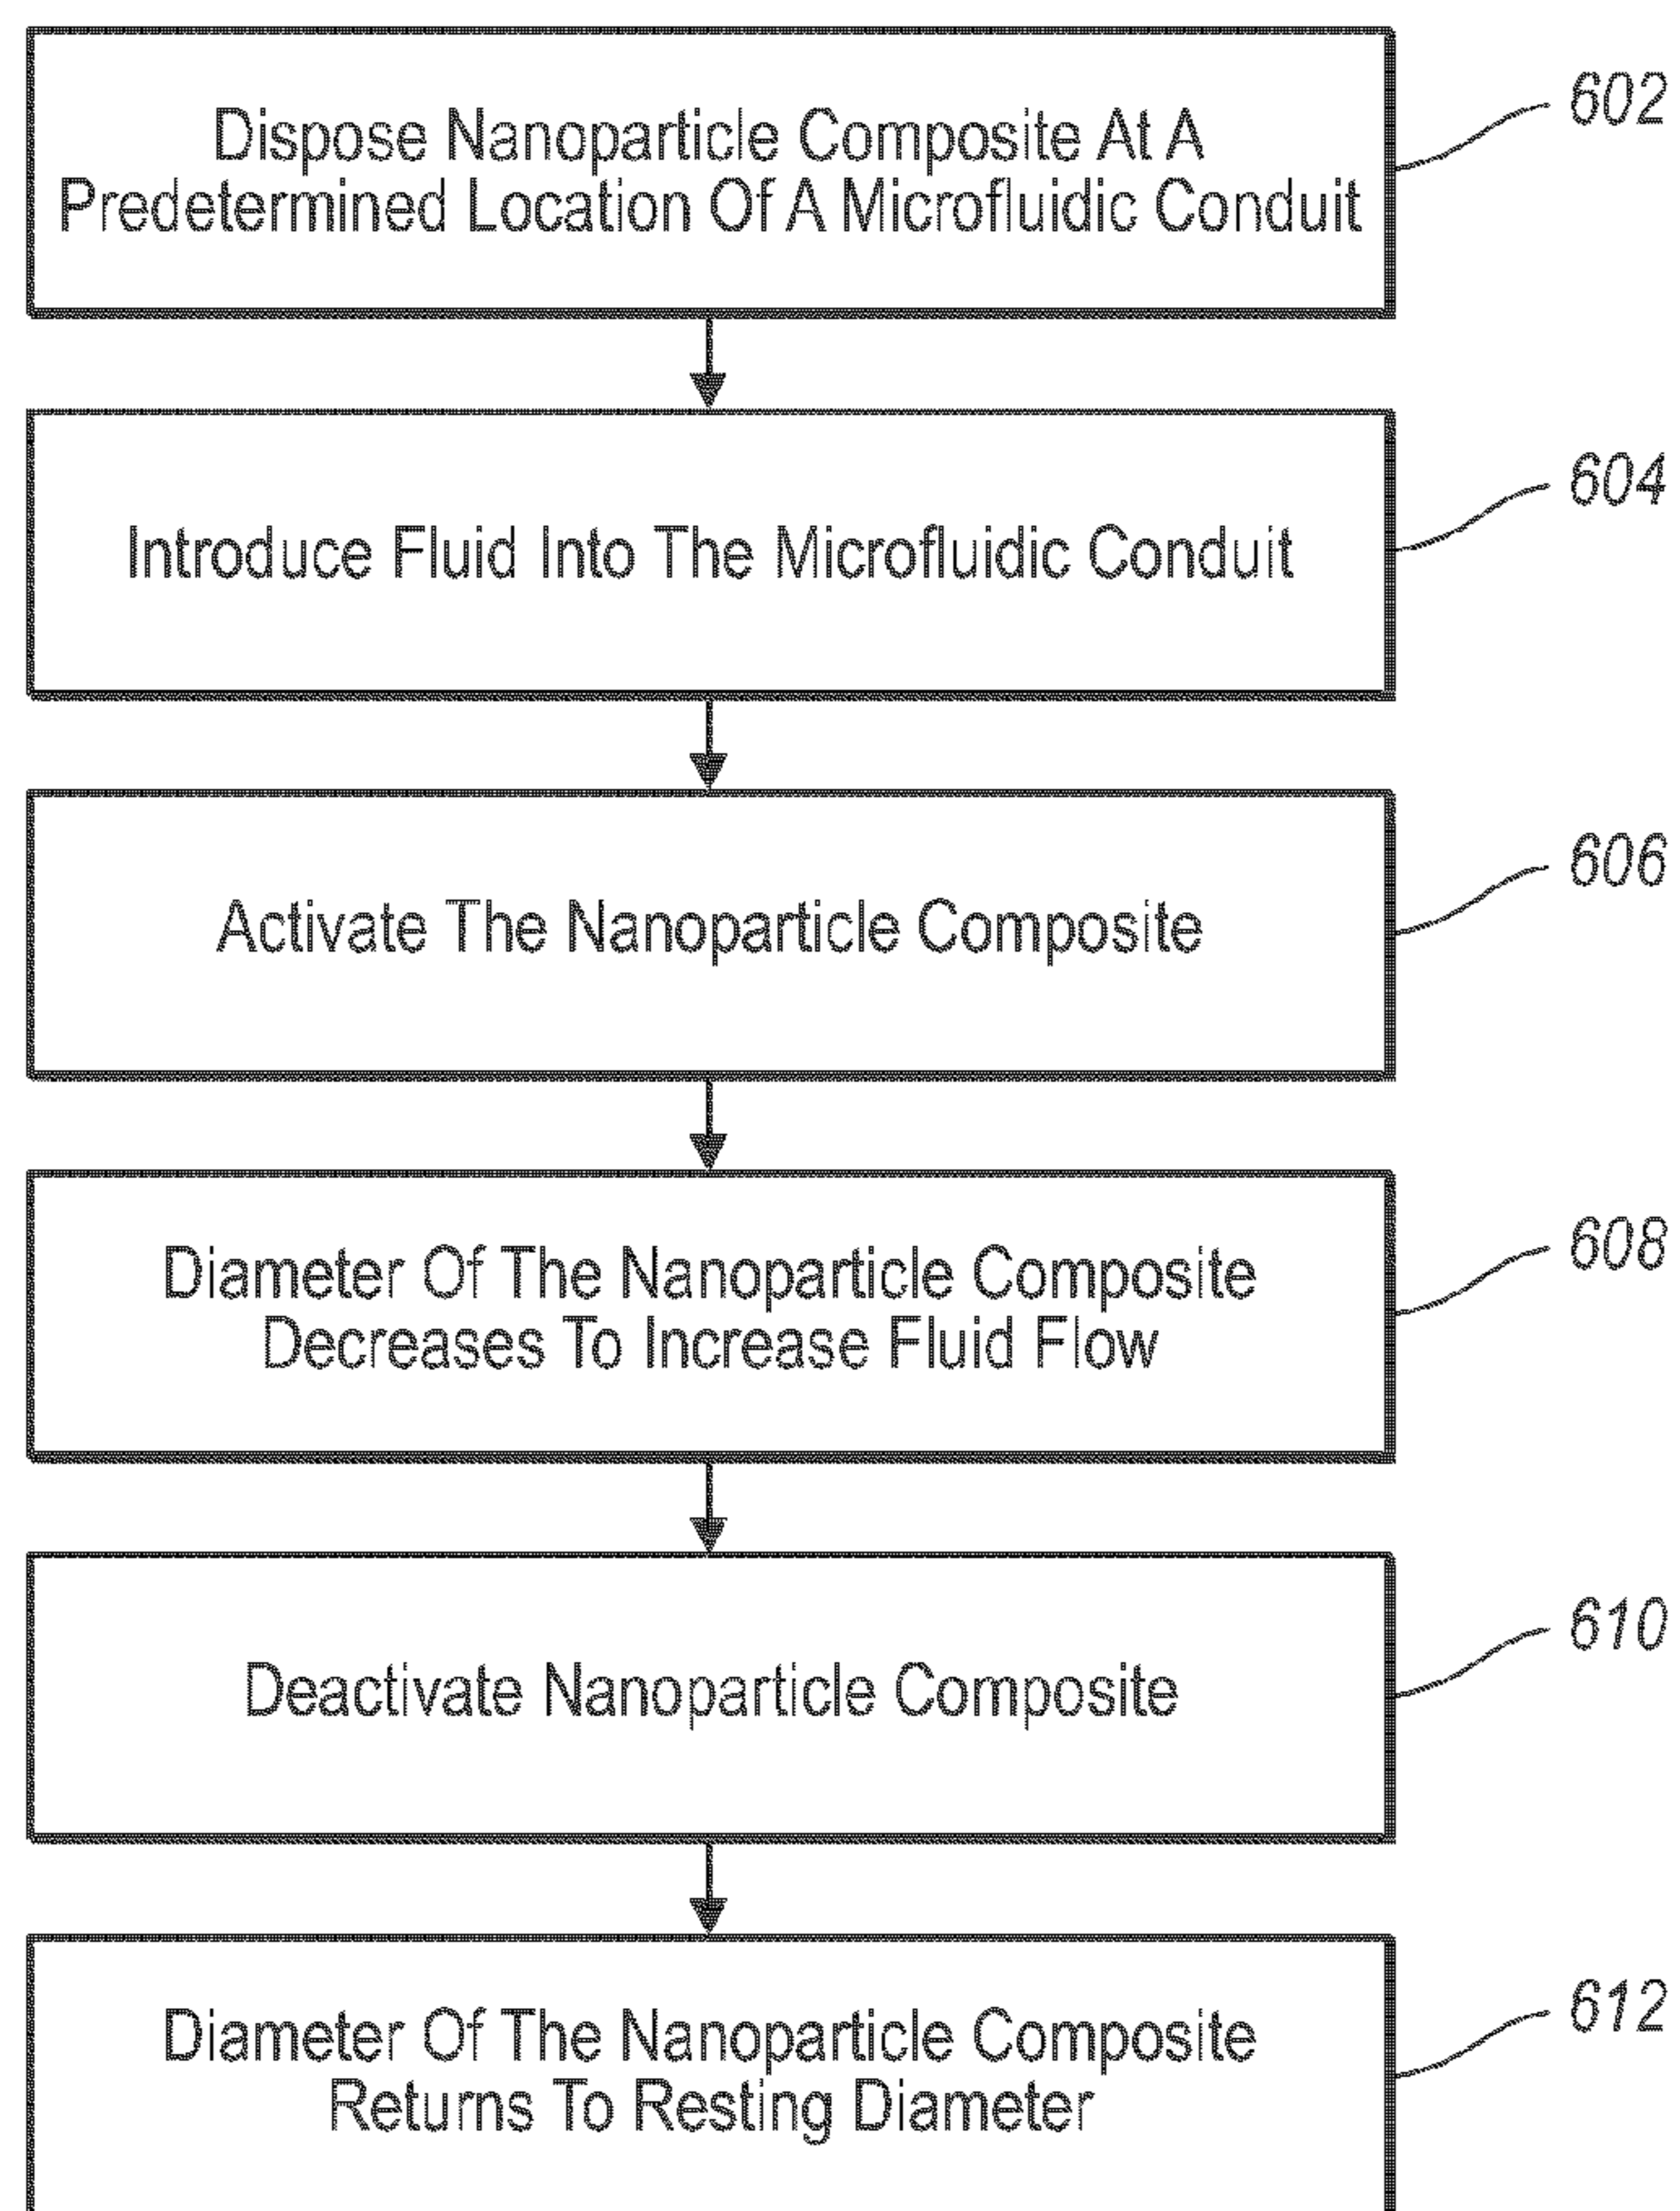 Dispose Nanoparticle Composite At A
Predetermined Location Of A Microfluidic Conduit
602
Introduce Fluid Into The Microfluidic Conduit
604
Activate The Nanoparticle Composite
606
Diameter Of The Nanoparticle Composite
Decreases To Increase Fluid Flow
608
Deactivate Nanoparticle Composite
610
Diameter Of The Nanoparticle Composite
Returns To Resting Diameter
612